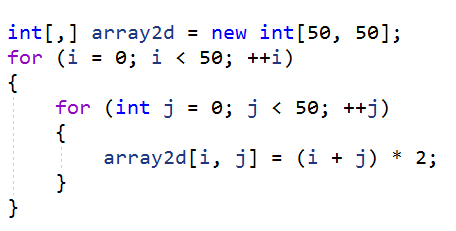 int[,] array2d = new int[50, 50];
for (i = 0; i < 50; ++i)
{
    for (int j = 0; j < 50; ++j)
    {
        array2d[i, j] = (i + j) * 2;
    }
}